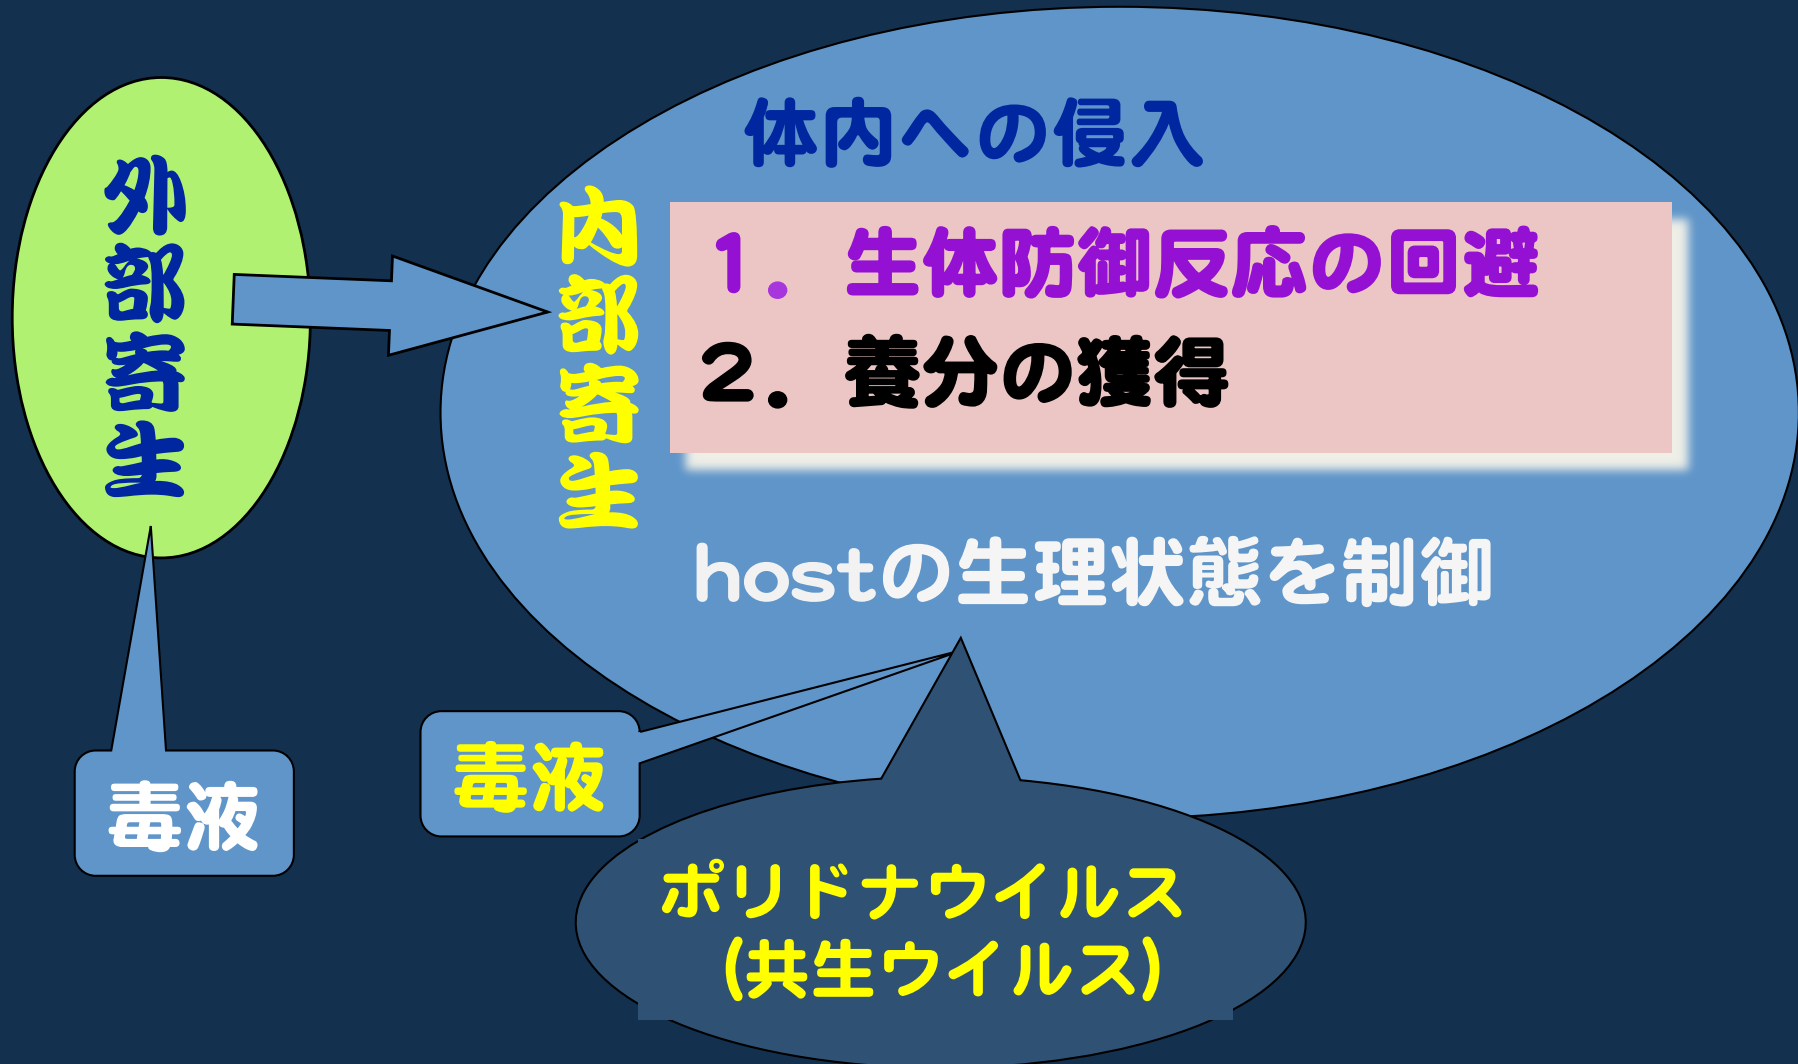 外部寄生
体内への侵入
内部寄生
１．生体防御反応の回避
２．養分の獲得
hostの生理状態を制御
毒液
毒液
ポリドナウイルス
(共生ウイルス)